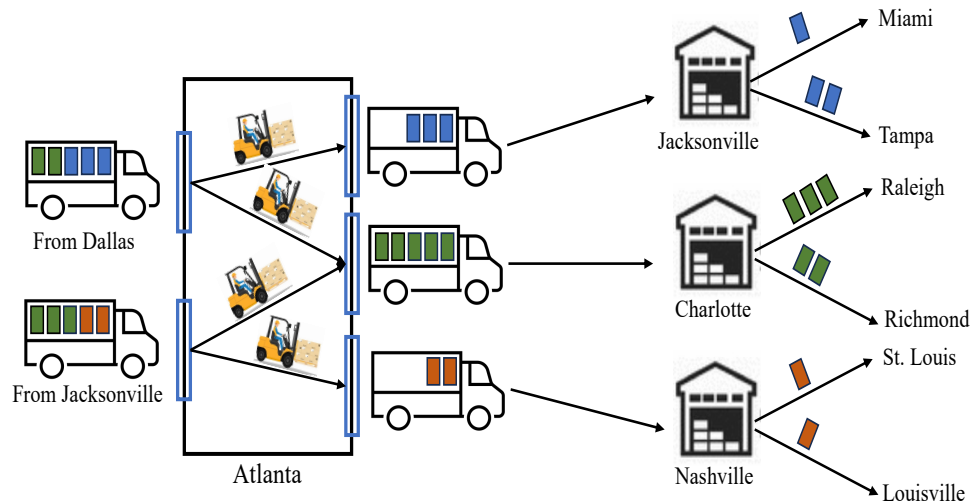 From Dallas
From Jacksonville
Atlanta
Jacksonville
Charlotte
Nashville
Miami
Tampa
Raleigh
Richmond
St. Louis
Louisville